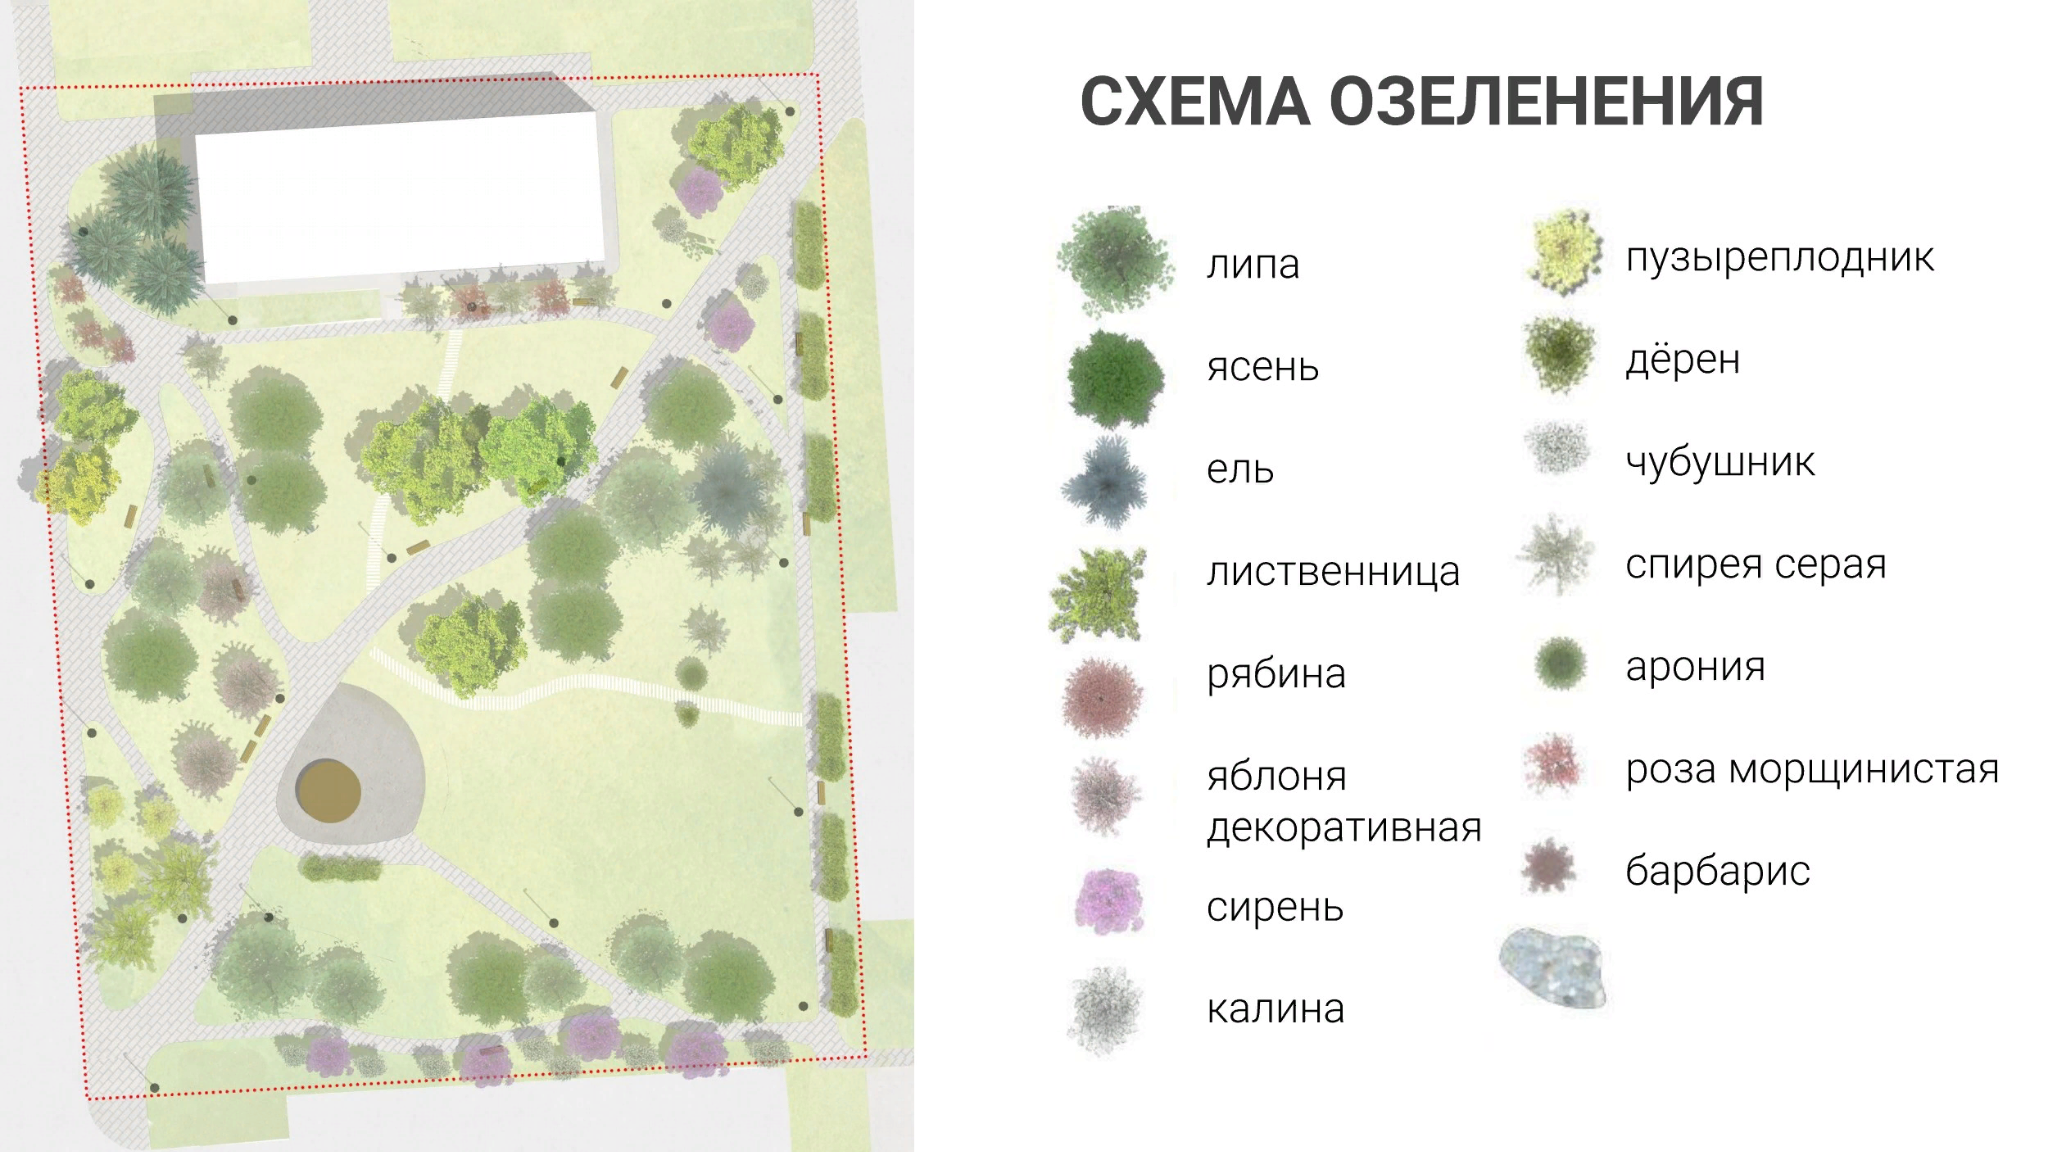 СХЕМА ОЗЕЛЕНЕНИЯ
липа
ясень
ель
лиственница
рябина
яблоня
декоративная
сирень
калина
пузыреплодник
дёрен
чубушник
спирея серая
арония
роза морщинистая
барбарис